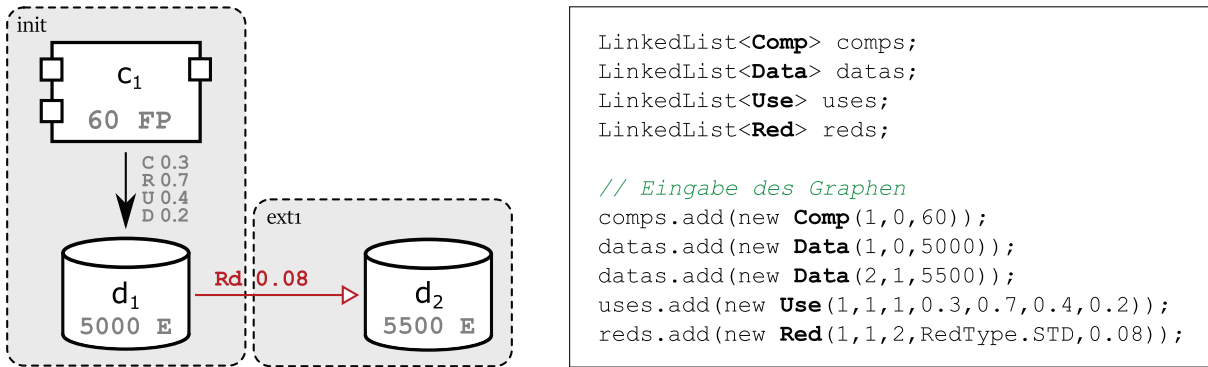 init
c1
60 FP
C 0.3
R 0.7
U 0.4
D 0.2
ext1
Rd 0.08
d1
5000 E
d2
5500 E
LinkedList<Comp> comps;
LinkedList<Data> datas;
LinkedList<Use> uses;
LinkedList<Red> reds;
// Eingabe des Graphen
comps.add(new Comp(1,0,60));
datas.add(new Data(1,0,5000));
datas.add(new Data(2,1,5500));
uses.add(new Use(1,1,1,0.3,0.7,0.4,0.2));
reds.add(new Red(1,1,2,RedType.STD,0.08));